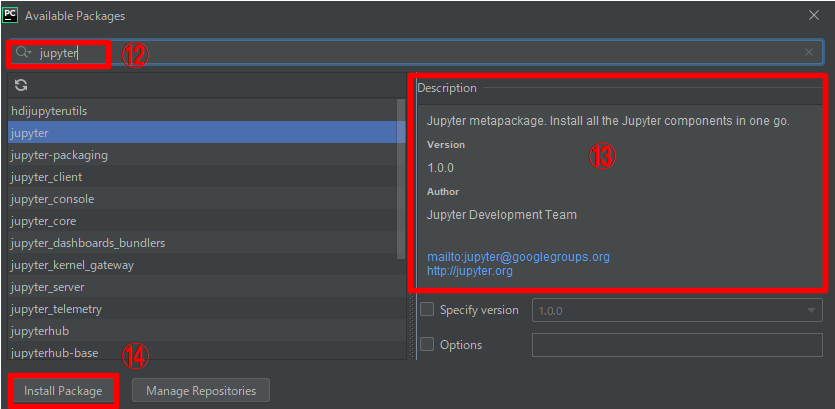 PC Available Packages
jupyter ⑫
hdijupyterutils
jupyter
jupyter-packaging
jupyter_client
jupyter_console
jupyter_core
jupyter_dashboards_bundlers
jupyter_kernel_gateway
jupyter_server
jupyter_telemetry
jupyterhub
jupyterhub-base
Description
Jupyter metapackage. Install all the Jupyter components in one go.
Version
⑬
1.0.0
Author
Jupyter Development Team
mailto:jupyter@googlegroups.org
http://jupyter.org
Specify version 1.0.0
Options
⑭
Install Package Manage Repositories